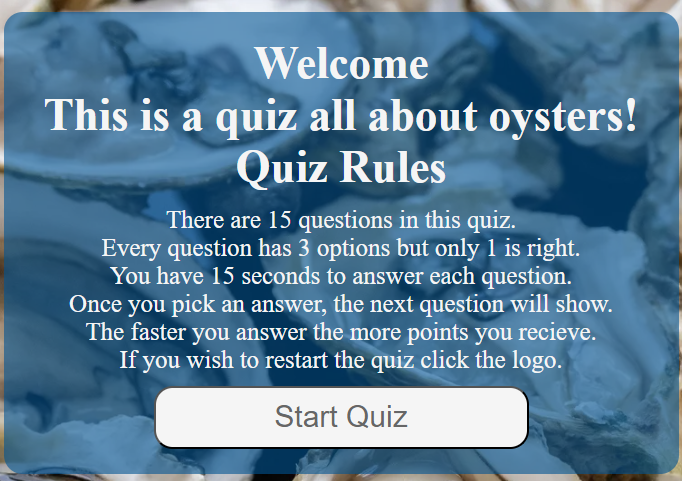 Welcome
This is a quiz all about oysters!
Quiz Rules
There are 15 questions in this quiz.
Every question has 3 options but only 1 is right.
You have 15 seconds to answer each question.
Once you pick an answer, the next question will show.
The faster you answer the more points you recieve.
If you wish to restart the quiz click the logo.
Start Quiz